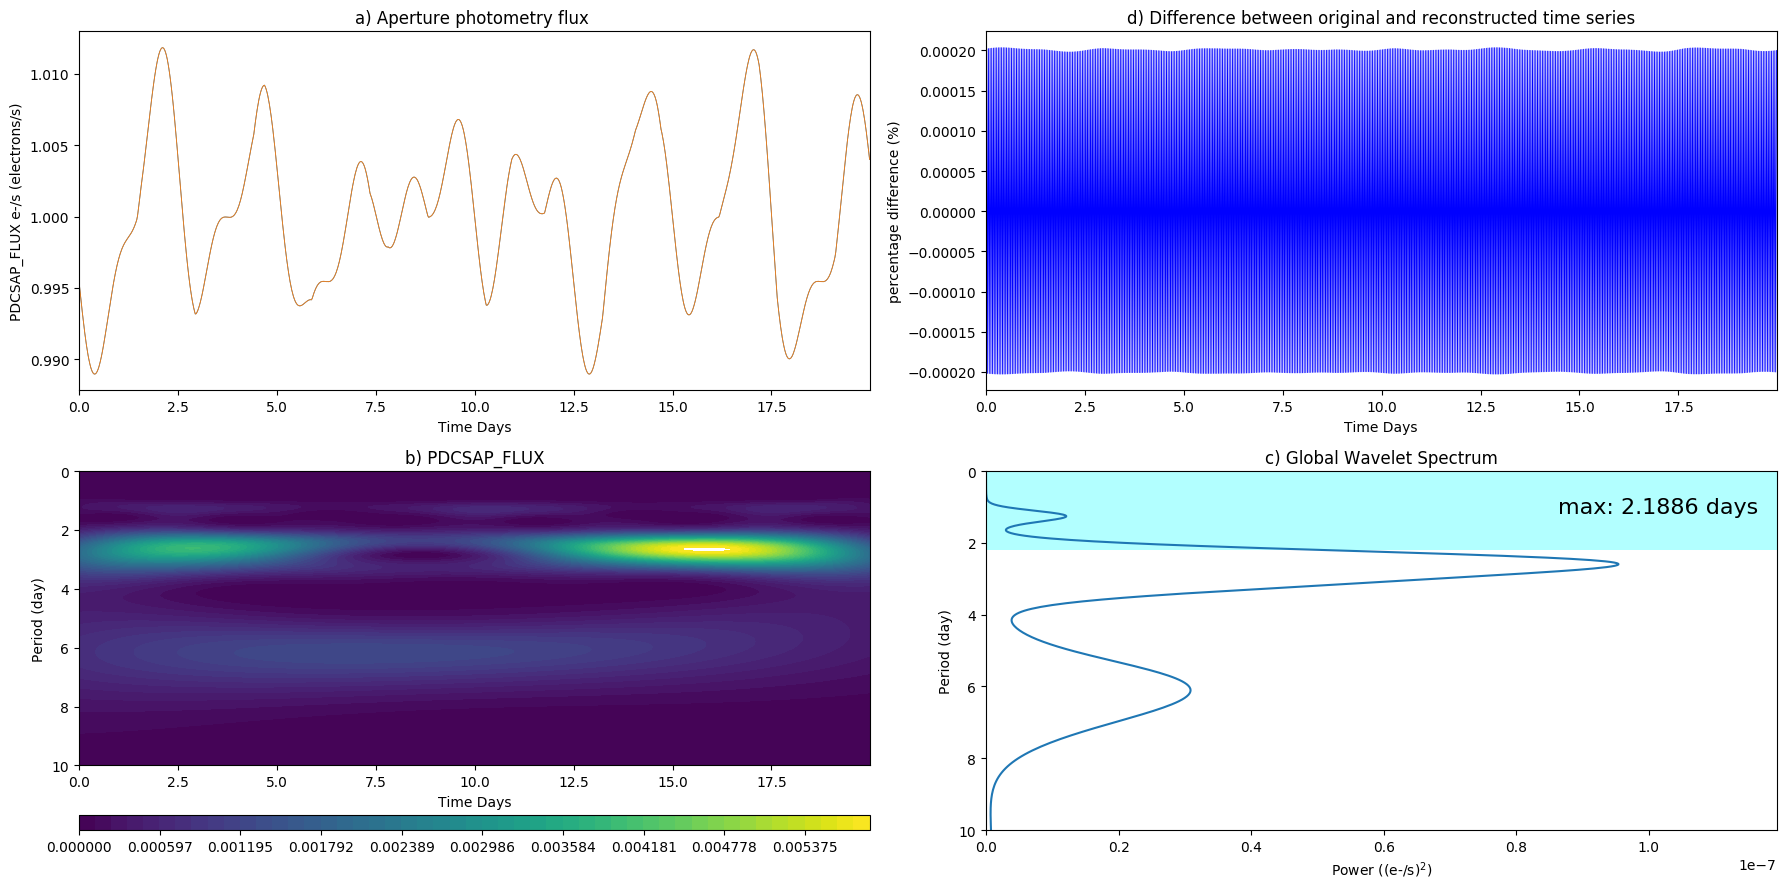 a) Aperture photometry flux
PDCSAP_FLUX e-/s (electrons/s)
1.010
1.005
1.000
0.995
0.990
0.0 2.5 5.0 7.5 10.0 12.5 15.0 17.5
Time Days
d) Difference between original and reconstructed time series
percentage difference (%)
0.00020
0.00015
0.00010
0.00005
0.00000
−0.00005
−0.00010
−0.00015
−0.00020
0.0 2.5 5.0 7.5 10.0 12.5 15.0 17.5
Time Days
b) PDCSAP_FLUX
Period (day)
0
2
4
6
8
10
0.0 2.5 5.0 7.5 10.0 12.5 15.0 17.5
Time Days
0.000000 0.000597 0.001195 0.001792 0.002389 0.002986 0.003584 0.004181 0.004778 0.005375
c) Global Wavelet Spectrum
max: 2.1886 days
Period (day)
0
2
4
6
8
10
0.0 0.2 0.4 0.6 0.8 1.0
1e−7
Power ((e-/s)²)